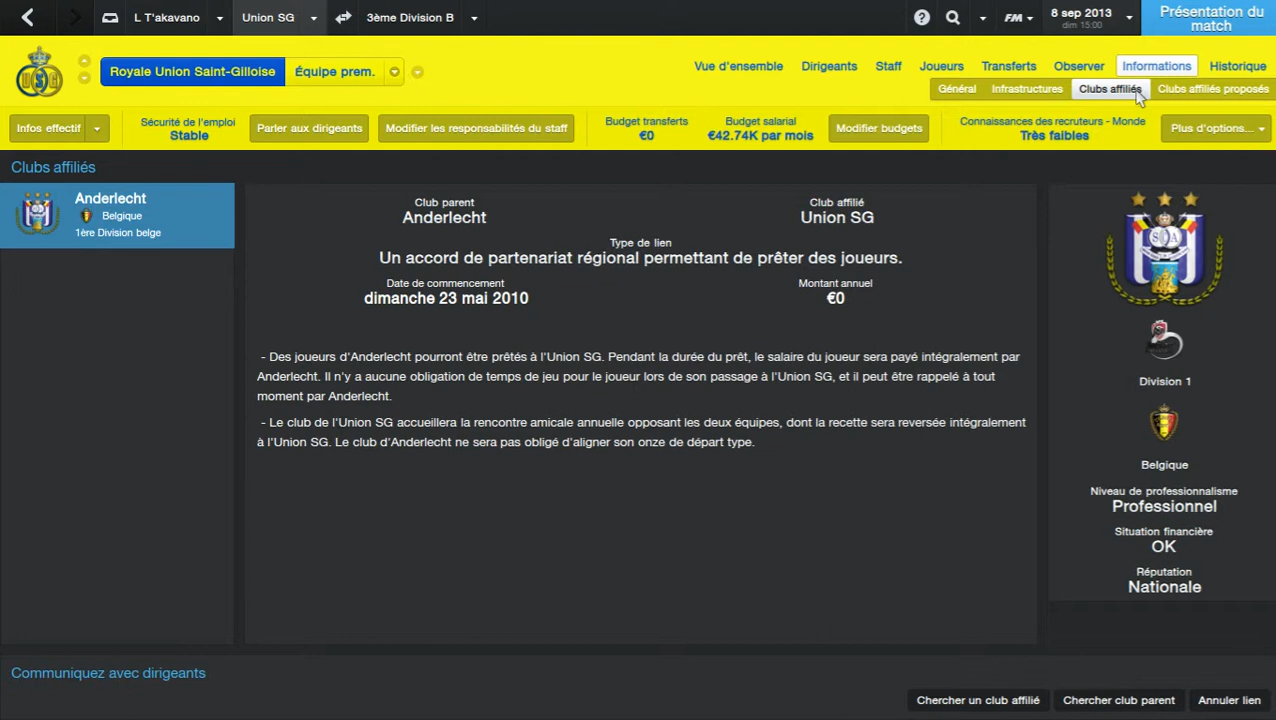 L T'akavano
Union SG
3ème Division B
FM
8 sep 2013
dim 15:00
Présentation du
match
Royale Union Saint-Gilloise
Équipe prem.
Vue d'ensemble
Dirigeants
Staff
Joueurs
Transferts
Observer
Informations
Historique
Général
Infrastructures
Clubs affiliés
Clubs affiliés proposés
Infos effectif
Sécurité de l'emploi
Stable
Parler aux dirigeants
Modifier les responsabilités du staff
Budget transferts
€0
Budget salarial
€42.74K par mois
Modifier budgets
Connaissances des recruteurs - Monde
Très faibles
Plus d'options...
Clubs affiliés
Anderlecht
Belgique
1ère Division belge
Club parent
Anderlecht
Club affilié
Union SG
Type de lien
Un accord de partenariat régional permettant de prêter des joueurs.
Date de commencement
dimanche 23 mai 2010
Montant annuel
€0
- Des joueurs d'Anderlecht pourront être prêtés à l'Union SG. Pendant la durée du prêt, le salaire du joueur sera payé intégralement par
Anderlecht. Il n'y a aucune obligation de temps de jeu pour le joueur lors de son passage à l'Union SG, et il peut être rappelé à tout
moment par Anderlecht.
- Le club de l'Union SG accueillera la rencontre amicale annuelle opposant les deux équipes, dont la recette sera reversée intégralement
à l'Union SG. Le club d'Anderlecht ne sera pas obligé d'aligner son onze de départ type.
Division 1
Belgique
Niveau de professionnalisme
Professionnel
Situation financière
OK
Réputation
Nationale
Communiquez avec dirigeants
Chercher un club affilié
Chercher club parent
Annuler lien